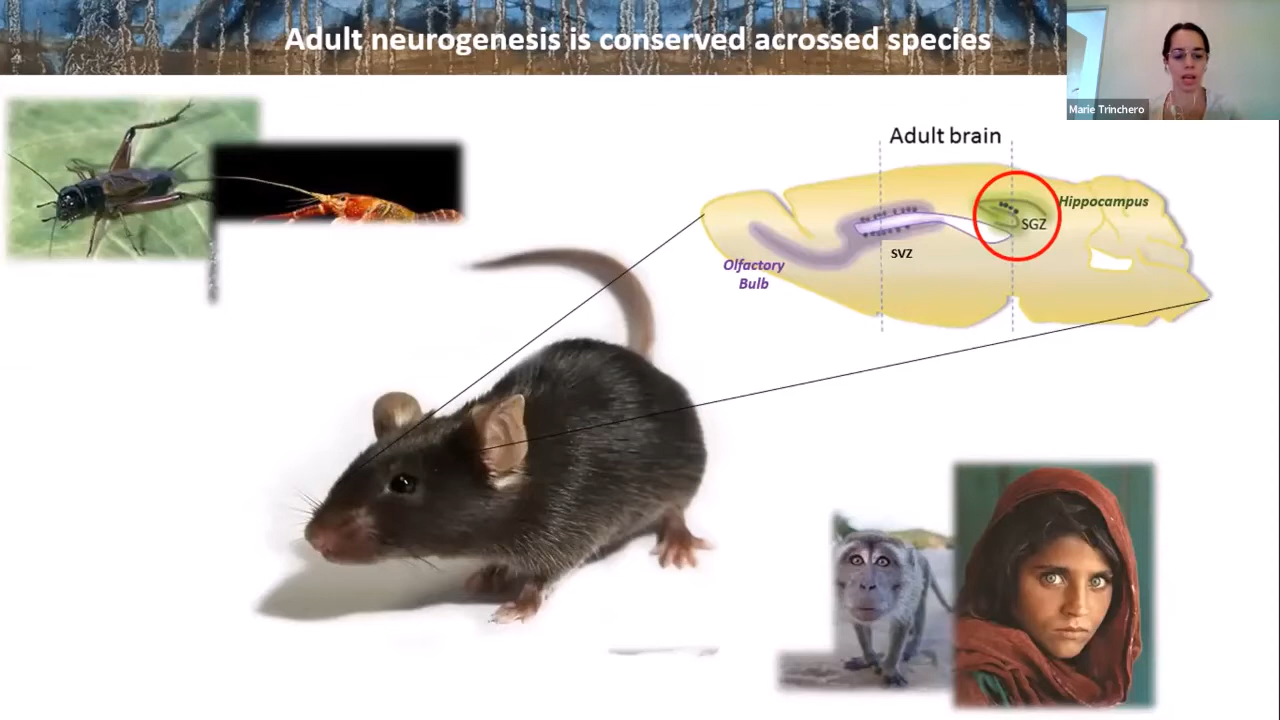 Adult neurogenesis is conserved acrossed species
Marie Trinchero
Adult brain
Hippocampus
SGZ
SVZ
Olfactory
Bulb